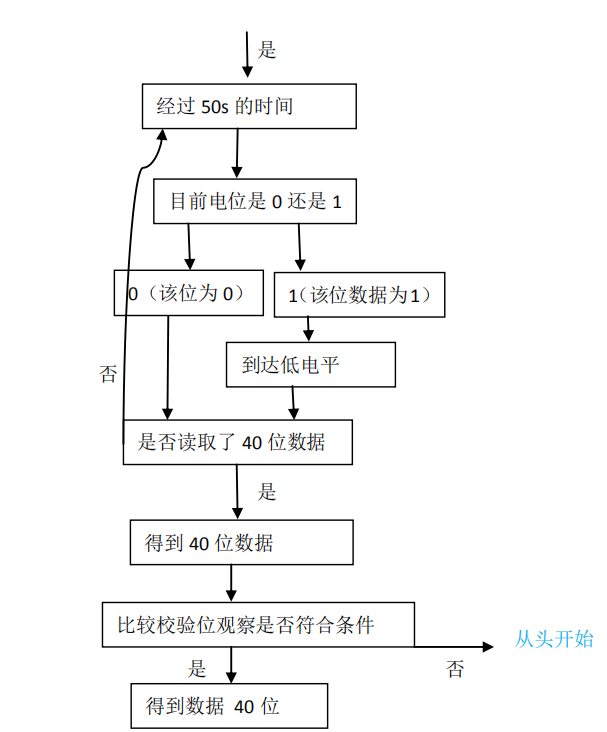 是
经过 50s 的时间
目前电位是 0 还是 1
0（该位为 0）
1（该位数据为 1）
到达低电平
否
是否读取了 40 位数据
是
得到 40 位数据
比较校验位观察是否符合条件
从头开始
是
否
得到数据 40 位